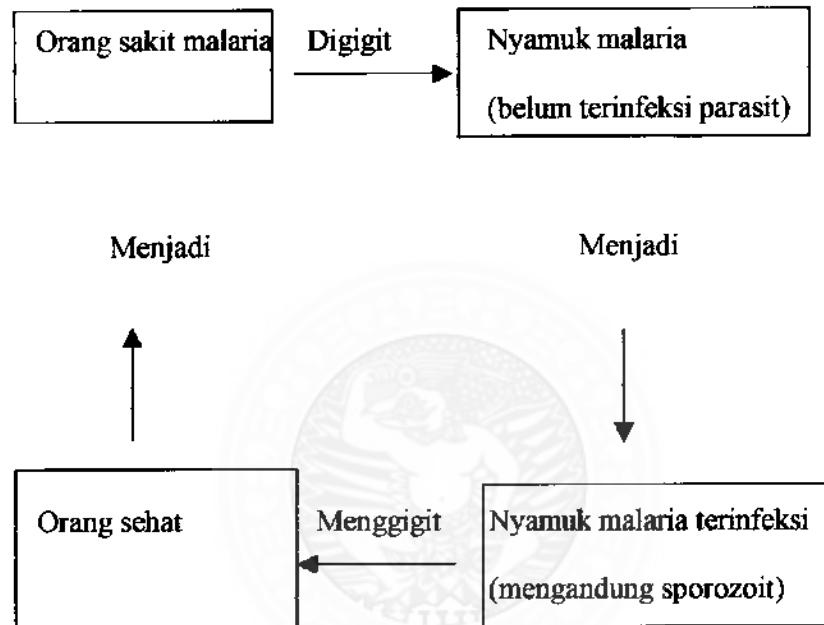 Orang sakit malaria
Digigit
Nyamuk malaria
(belum terinfeksi parasit)
Menjadi
Menjadi
Orang sehat
Menggigit
Nyamuk malaria terinfeksi
(mengandung sporozoit)